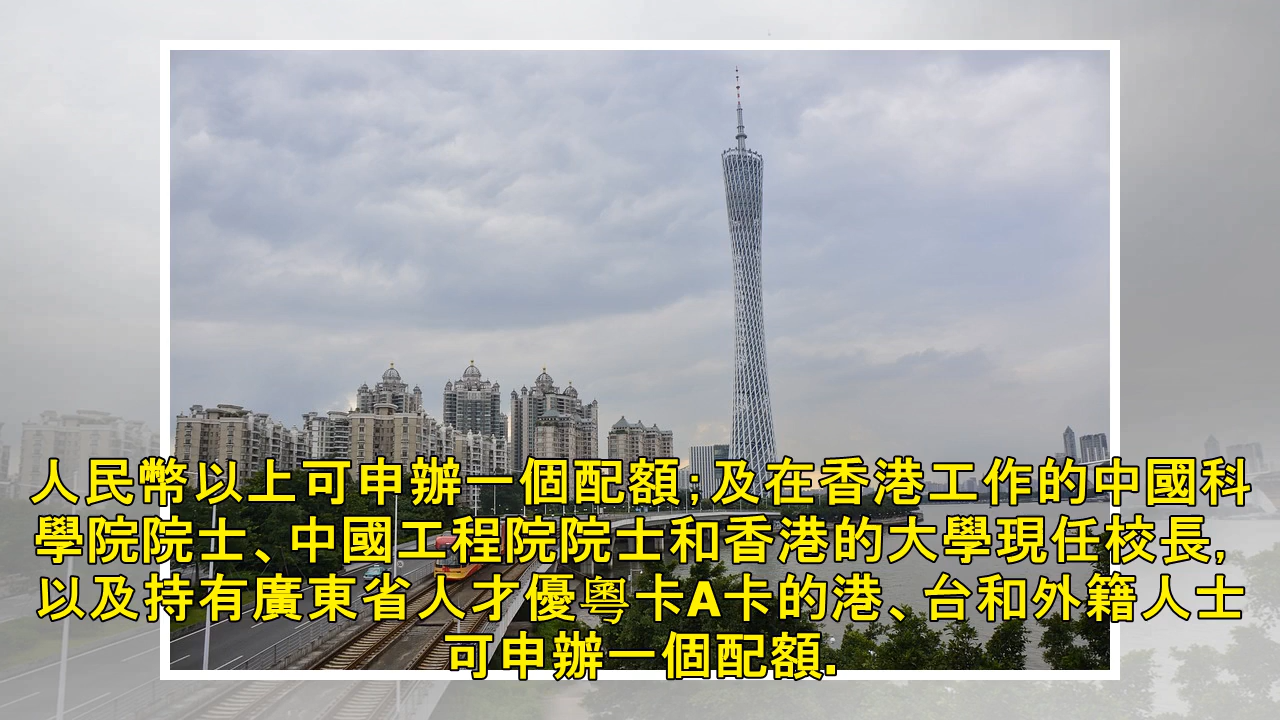 人民幣以上可申辦一個配額;及在香港工作的中國科
學院院士、中國工程院院士和香港的大學現任校長,
以及持有廣東省人才優粵卡A卡的港、台和外籍人士
可申辦一個配額.